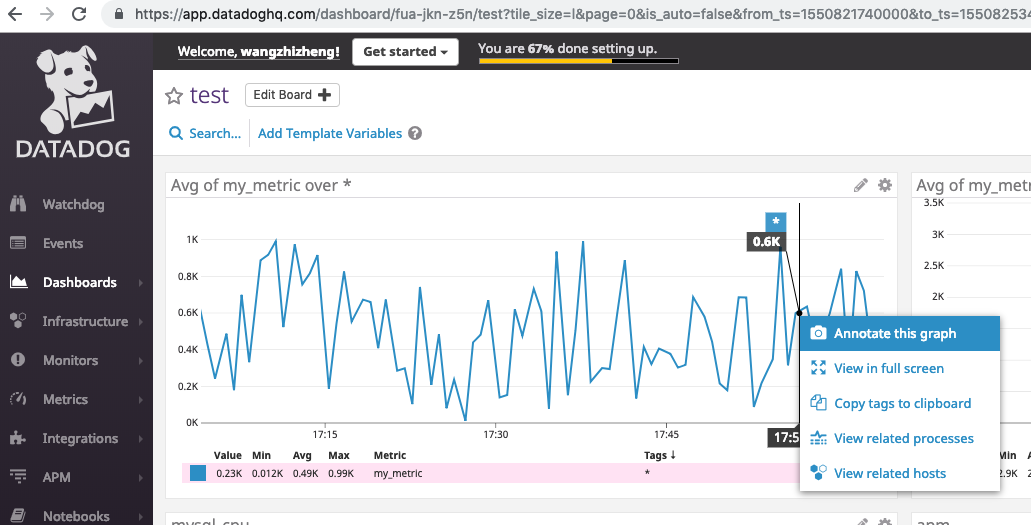 https://app.datadoghq.com/dashboard/fua-jkn-z5n/test?tile_size=l&page=0&is_auto=false&from_ts=1550821740000&to_ts=155082534
Welcome, wangzhizheng!
Get started
You are 67% done setting up.
DATADOG
test
Edit Board
Search...
Add Template Variables
Watchdog
Events
Dashboards
Infrastructure
Monitors
Metrics
Integrations
APM
Notebooks
Avg of my_metric over *
1K
0.8K
0.6K
0.4K
0.2K
0K
17:15
17:30
17:45
17:5
*
0.6K
Value Min Avg Max Metric Tags ↓
0.23K 0.012K 0.49K 0.99K my_metric *
Annotate this graph
View in full screen
Copy tags to clipboard
View related processes
View related hosts
Avg of my_metr
3.5K
3K
2.5K
2K
Min A
2.9K 2
mysql cpu
apm